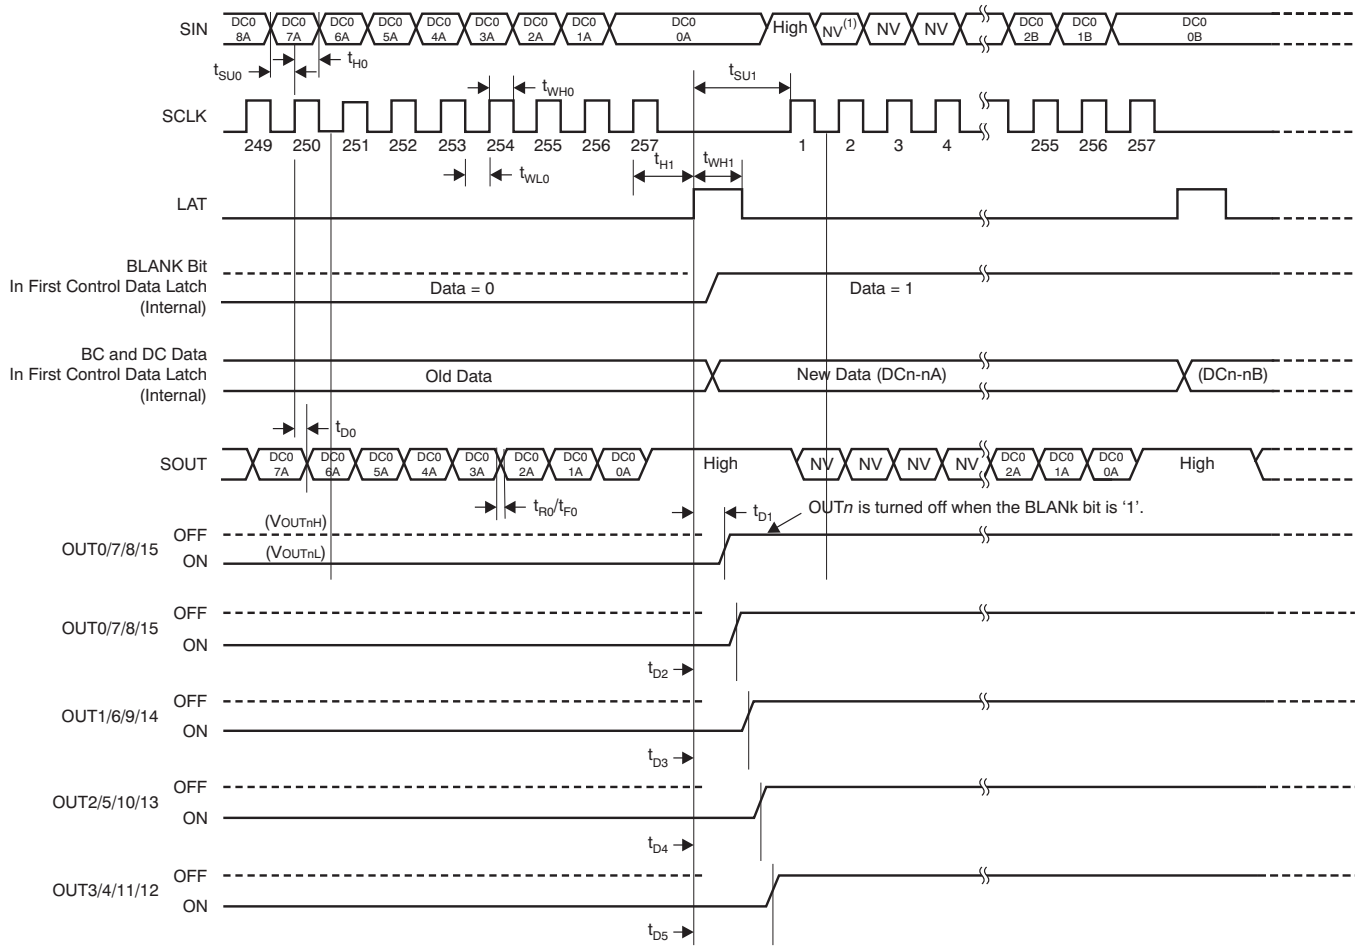 SIN DC0 8A DC0 7A DC0 6A DC0 5A DC0 4A DC0 3A DC0 2A DC0 1A DC0 0A High NV(1) NV NV DC0 2B DC0 1B DC0 0B
tSU0 tH0 tSU1
tWH0
SCLK
249 250 251 252 253 254 255 256 257 1 2 3 4 255 256 257
tH1 tWH1
tWL0
LAT
BLANK Bit
In First Control Data Latch Data = 0 Data = 1
(Internal)
BC and DC Data
In First Control Data Latch Old Data New Data (DCn-nA) (DCn-nB)
(Internal)
tD0
SOUT DC0 7A DC0 6A DC0 5A DC0 4A DC0 3A DC0 2A DC0 1A DC0 0A High NV NV NV NV DC0 2A DC0 1A DC0 0A High
tR0/tF0 tD1 OUTn is turned off when the BLANk bit is ‘1’.
OFF (VOUTnH)
OUT0/7/8/15
ON (VOUTnL)
OFF
OUT0/7/8/15
ON
tD2
OFF
OUT1/6/9/14
ON
tD3
OFF
OUT2/5/10/13
ON
tD4
OFF
OUT3/4/11/12
ON
tD5